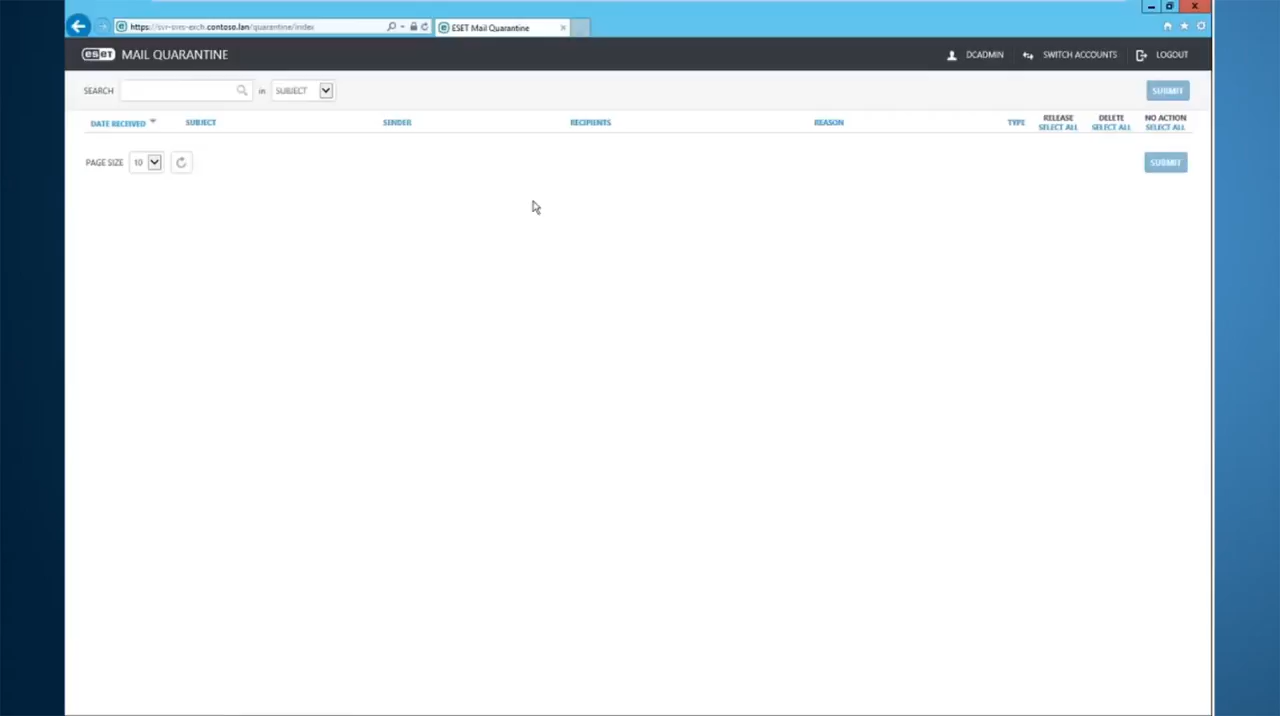 https://svr-ems-exch.contoso.lan/quarantine/index
ESET Mail Quarantine
eset MAIL QUARANTINE
DCADMIN
SWITCH ACCOUNTS
LOGOUT
SEARCH
in
SUBJECT
SUBMIT
DATE RECEIVED
SUBJECT
SENDER
RECIPIENTS
REASON
TYPE
RELEASE
SELECT ALL
DELETE
SELECT ALL
NO ACTION
SELECT ALL
PAGE SIZE
10
SUBMIT